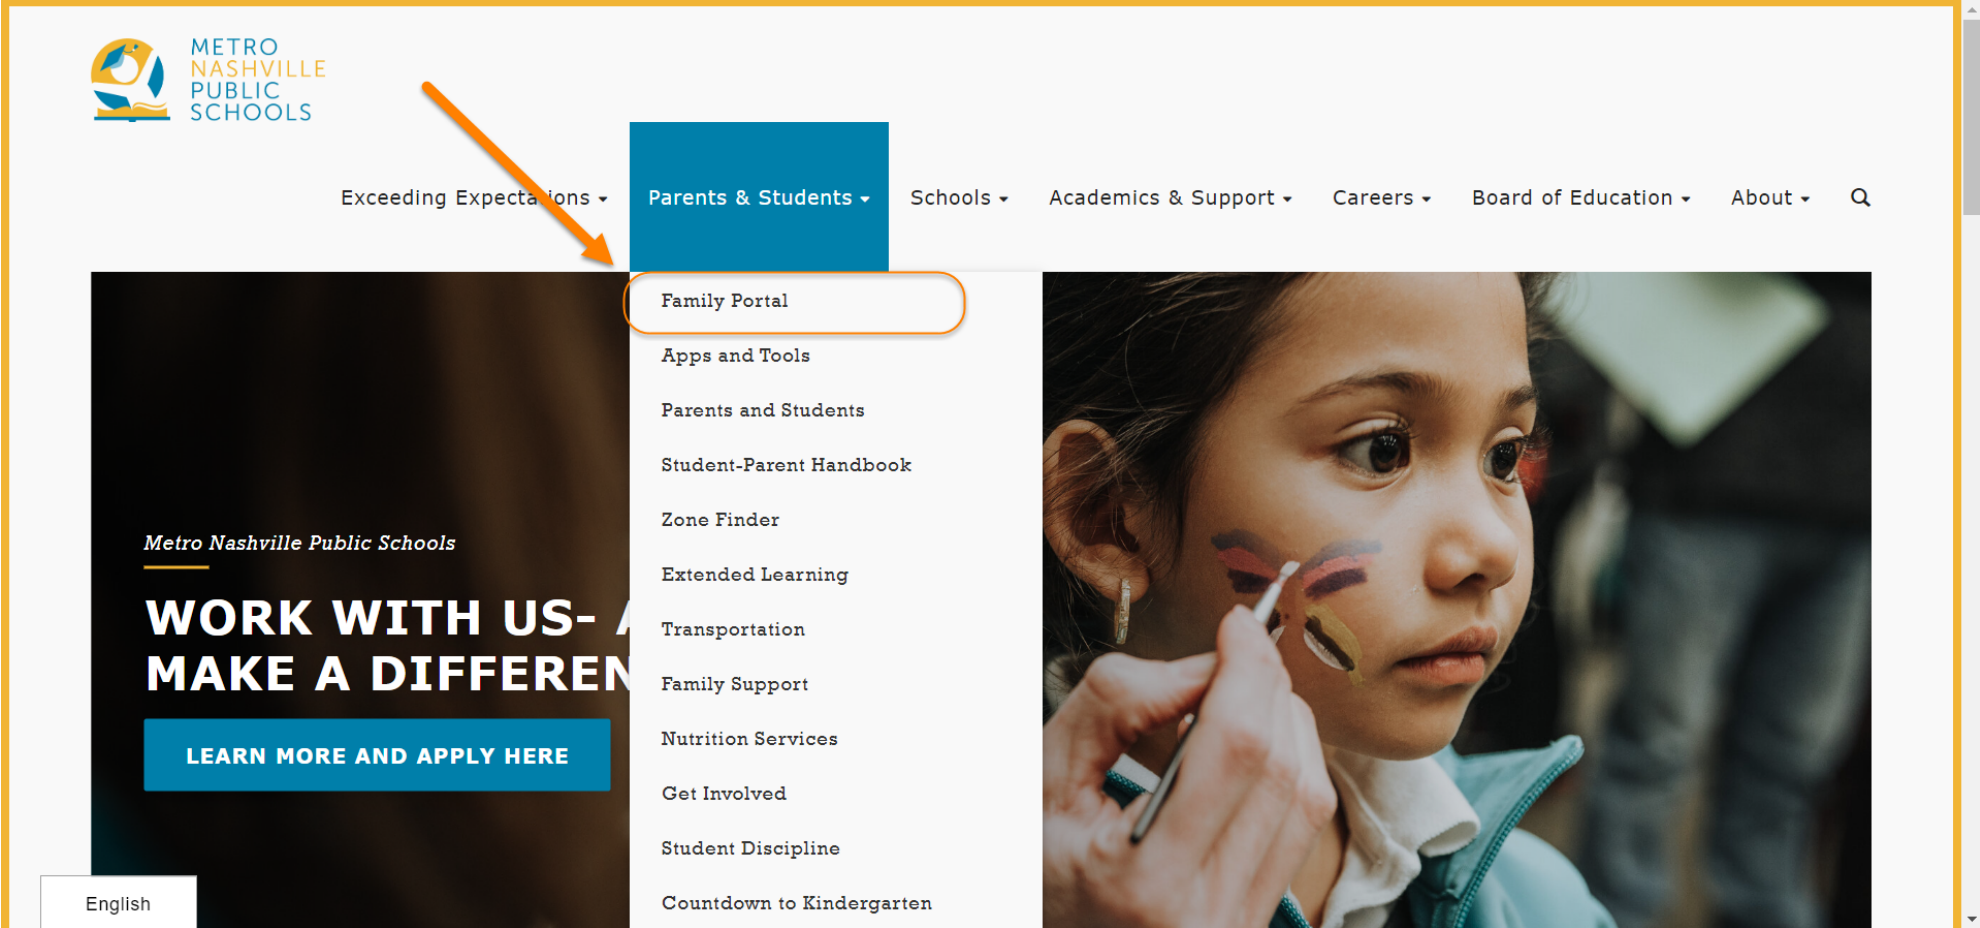 METRO
NASHVILLE
PUBLIC
SCHOOLS
Exceeding Expectations
Parents & Students
Schools
Academics & Support
Careers
Board of Education
About
Family Portal
Apps and Tools
Parents and Students
Student-Parent Handbook
Zone Finder
Extended Learning
Transportation
Family Support
Nutrition Services
Get Involved
Student Discipline
Countdown to Kindergarten
Metro Nashville Public Schools
WORK WITH US-
MAKE A DIFFEREN
LEARN MORE AND APPLY HERE
English